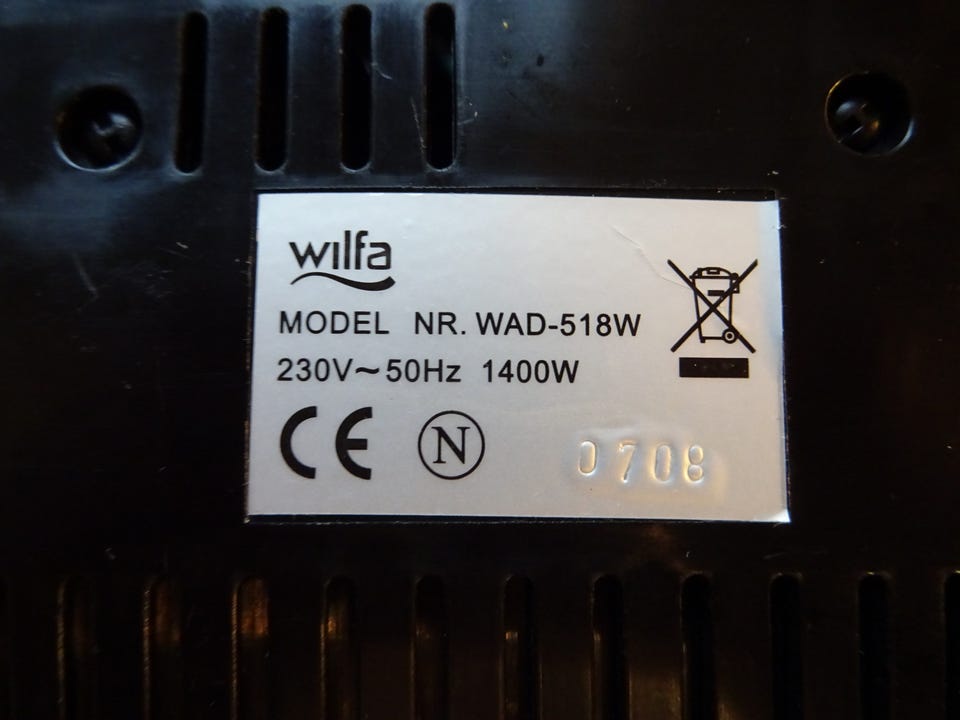 wilfa
MODEL NR. WAD-518W
230V~50Hz 1400W
CE N
0708